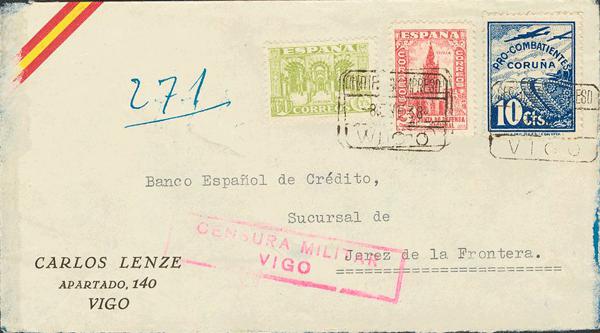 271
ESPAÑA
CORREOS
ESPAÑA
PRO-COMBATIENTES
CORUÑA
10 Cts.
VIGO
VIGO
Banco Español de Crédito,
Sucursal de
Jerez de la Frontera.
CENSURA MILITAR
VIGO
CARLOS LENZE
APARTADO, 140
VIGO